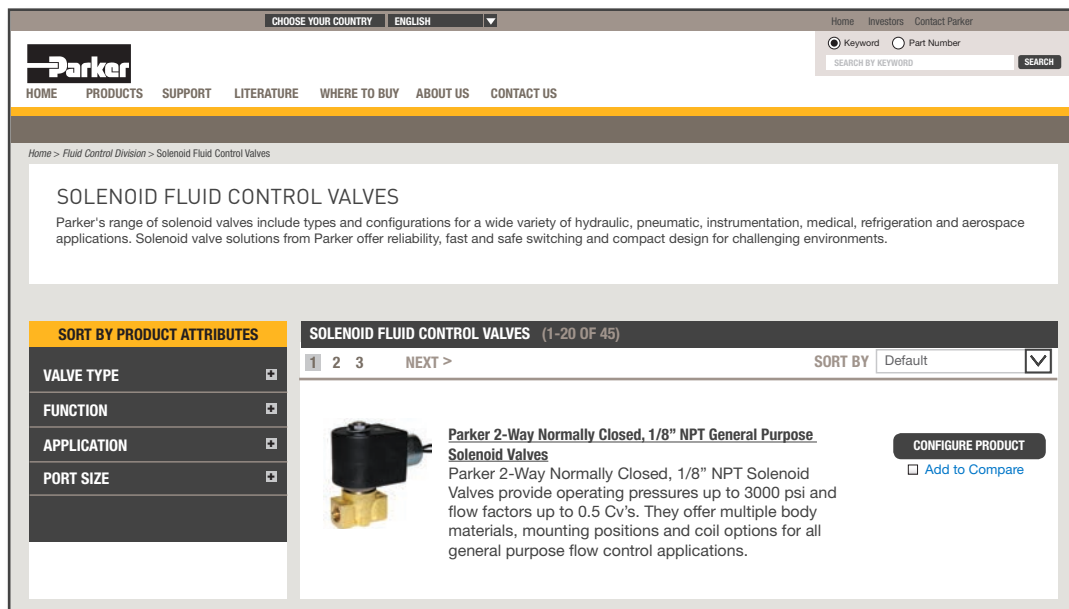 CHOOSE YOUR COUNTRY ENGLISH
Home Investors Contact Parker
Keyword Part Number
Parker
SEARCH BY KEYWORD SEARCH
HOME PRODUCTS SUPPORT LITERATURE WHERE TO BUY ABOUT US CONTACT US
Home > Fluid Control Division > Solenoid Fluid Control Valves
SOLENOID FLUID CONTROL VALVES
Parker's range of solenoid valves include types and configurations for a wide variety of hydraulic, pneumatic, instrumentation, medical, refrigeration and aerospace
applications. Solenoid valve solutions from Parker offer reliability, fast and safe switching and compact design for challenging environments.
SORT BY PRODUCT ATTRIBUTES
VALVE TYPE
FUNCTION
APPLICATION
PORT SIZE
SOLENOID FLUID CONTROL VALVES (1-20 OF 45)
1 2 3 NEXT >
SORT BY Default
Parker 2-Way Normally Closed, 1/8” NPT General Purpose
Solenoid Valves
Parker 2-Way Normally Closed, 1/8” NPT Solenoid
Valves provide operating pressures up to 3000 psi and
flow factors up to 0.5 Cv’s. They offer multiple body
materials, mounting positions and coil options for all
general purpose flow control applications.
CONFIGURE PRODUCT
Add to Compare